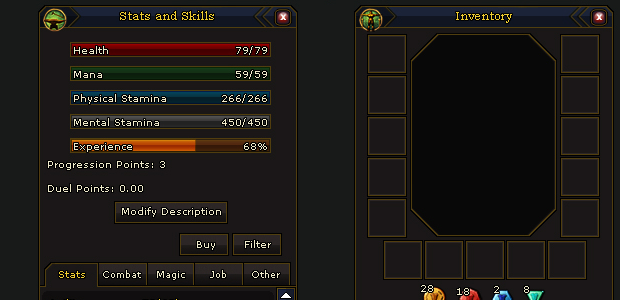 Stats and Skills
Health 79/79
Mana 59/59
Physical Stamina 266/266
Mental Stamina 450/450
Experience 68%
Progression Points: 3
Duel Points: 0.00
Modify Description
Buy Filter
Stats Combat Magic Job Other
Inventory
28 18 2 8